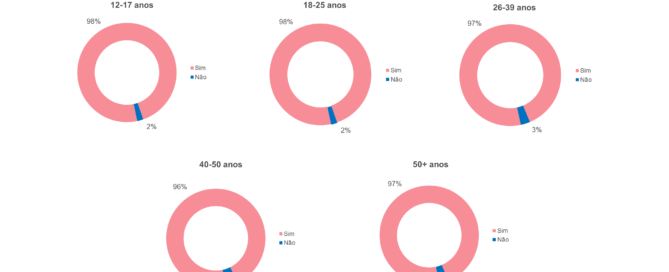 12-17 anos
98%
Sim
Não
2%
18-25 anos
98%
Sim
Não
2%
26-39 anos
97%
Sim
Não
3%
40-50 anos
96%
Sim
Não
50+ anos
97%
Sim
Não